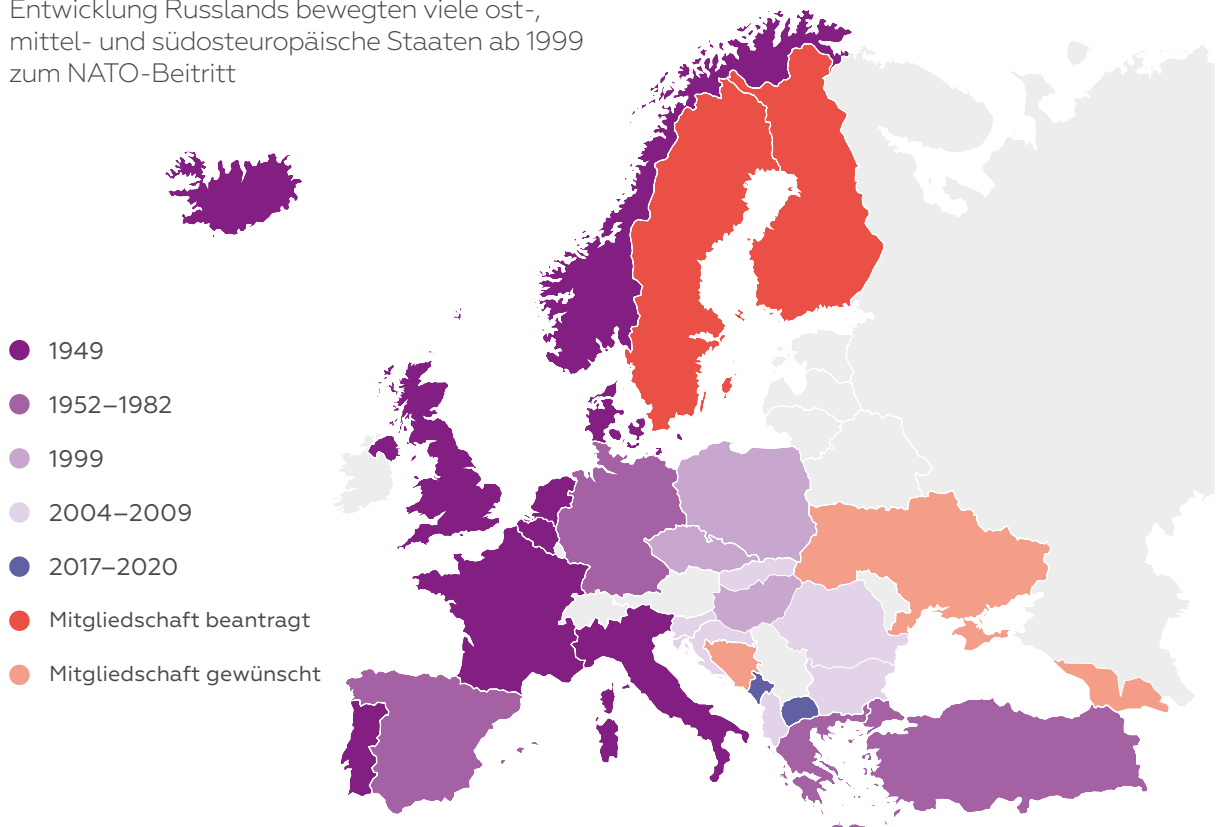 Entwicklung Russlands bewegten viele ost-,
mittel- und südosteuropäische Staaten ab 1999
zum NATO-Beitritt
1949
1952–1982
1999
2004–2009
2017–2020
Mitgliedschaft beantragt
Mitgliedschaft gewünscht